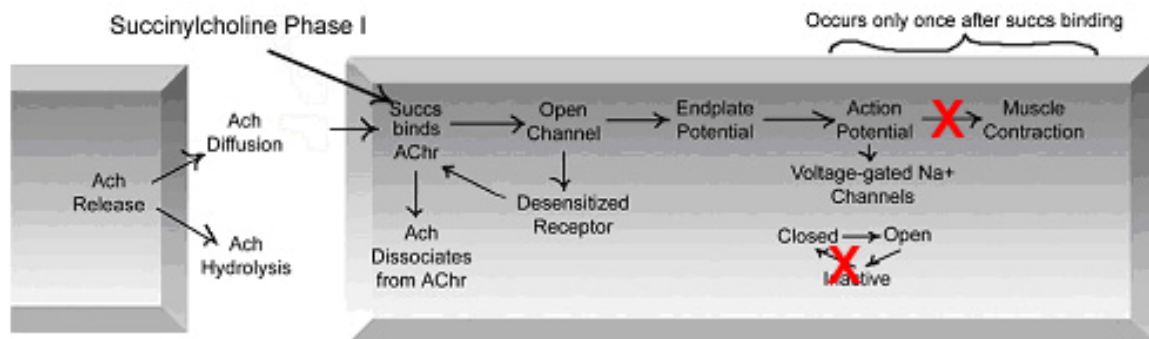 Succinylcholine Phase I
Occurs only once after succs binding
Ach
Diffusion
Ach
Release
Ach
Hydrolysis
Succs
binds
AChr
Open
Channel
Endplate
Potential
Action
Potential
Muscle
Contraction
Ach
Dissociates
from AChr
Desensitized
Receptor
Voltage-gated Na+
Channels
Closed
Open
Inactive